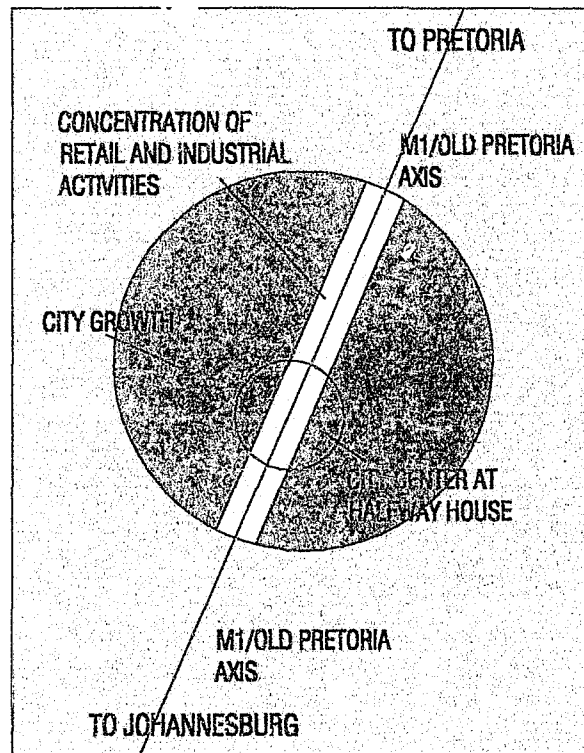 TO PRETORIA
CONCENTRATION OF
RETAIL AND INDUSTRIAL
ACTIVITIES
M1/OLD PRETORIA
AXIS
CITY GROWTH
CITY CENTER AT
HALFWAY HOUSE
M1/OLD PRETORIA
AXIS
TO JOHANNESBURG